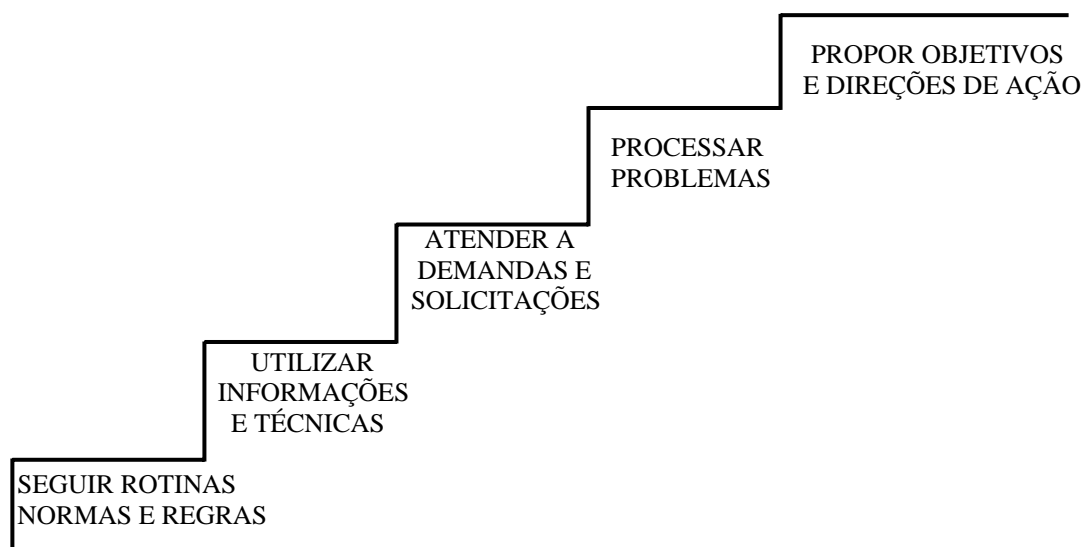 PROPOR OBJETIVOS
E DIREÇÕES DE AÇÃO
PROCESSAR
PROBLEMAS
ATENDER A
DEMANDAS E
SOLICITAÇÕES
UTILIZAR
INFORMAÇÕES
E TÉCNICAS
SEGUIR ROTINAS
NORMAS E REGRAS